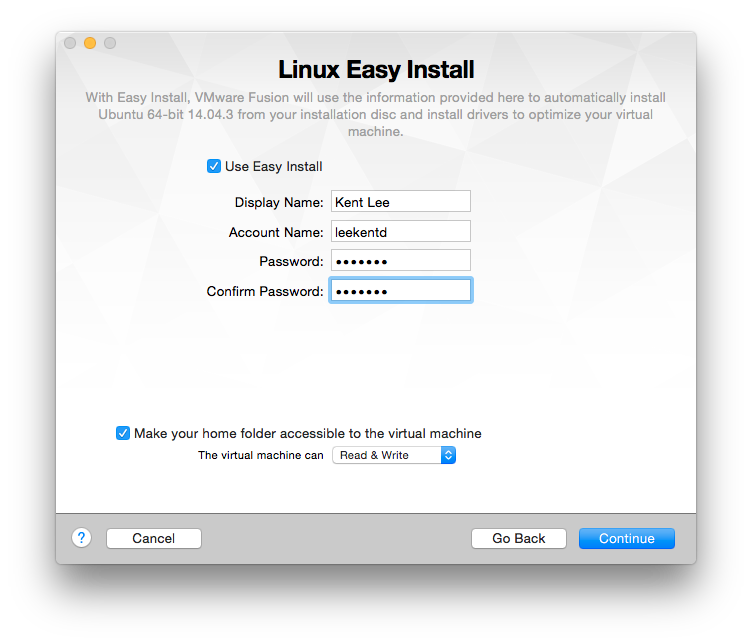 Linux Easy Install
With Easy Install, VMware Fusion will use the information provided here to automatically install
Ubuntu 64-bit 14.04.3 from your installation disc and install drivers to optimize your virtual
machine.
Use Easy Install
Display Name: Kent Lee
Account Name: leekentd
Password: •••••••
Confirm Password: •••••••
Make your home folder accessible to the virtual machine
The virtual machine can Read & Write
? Cancel Go Back Continue